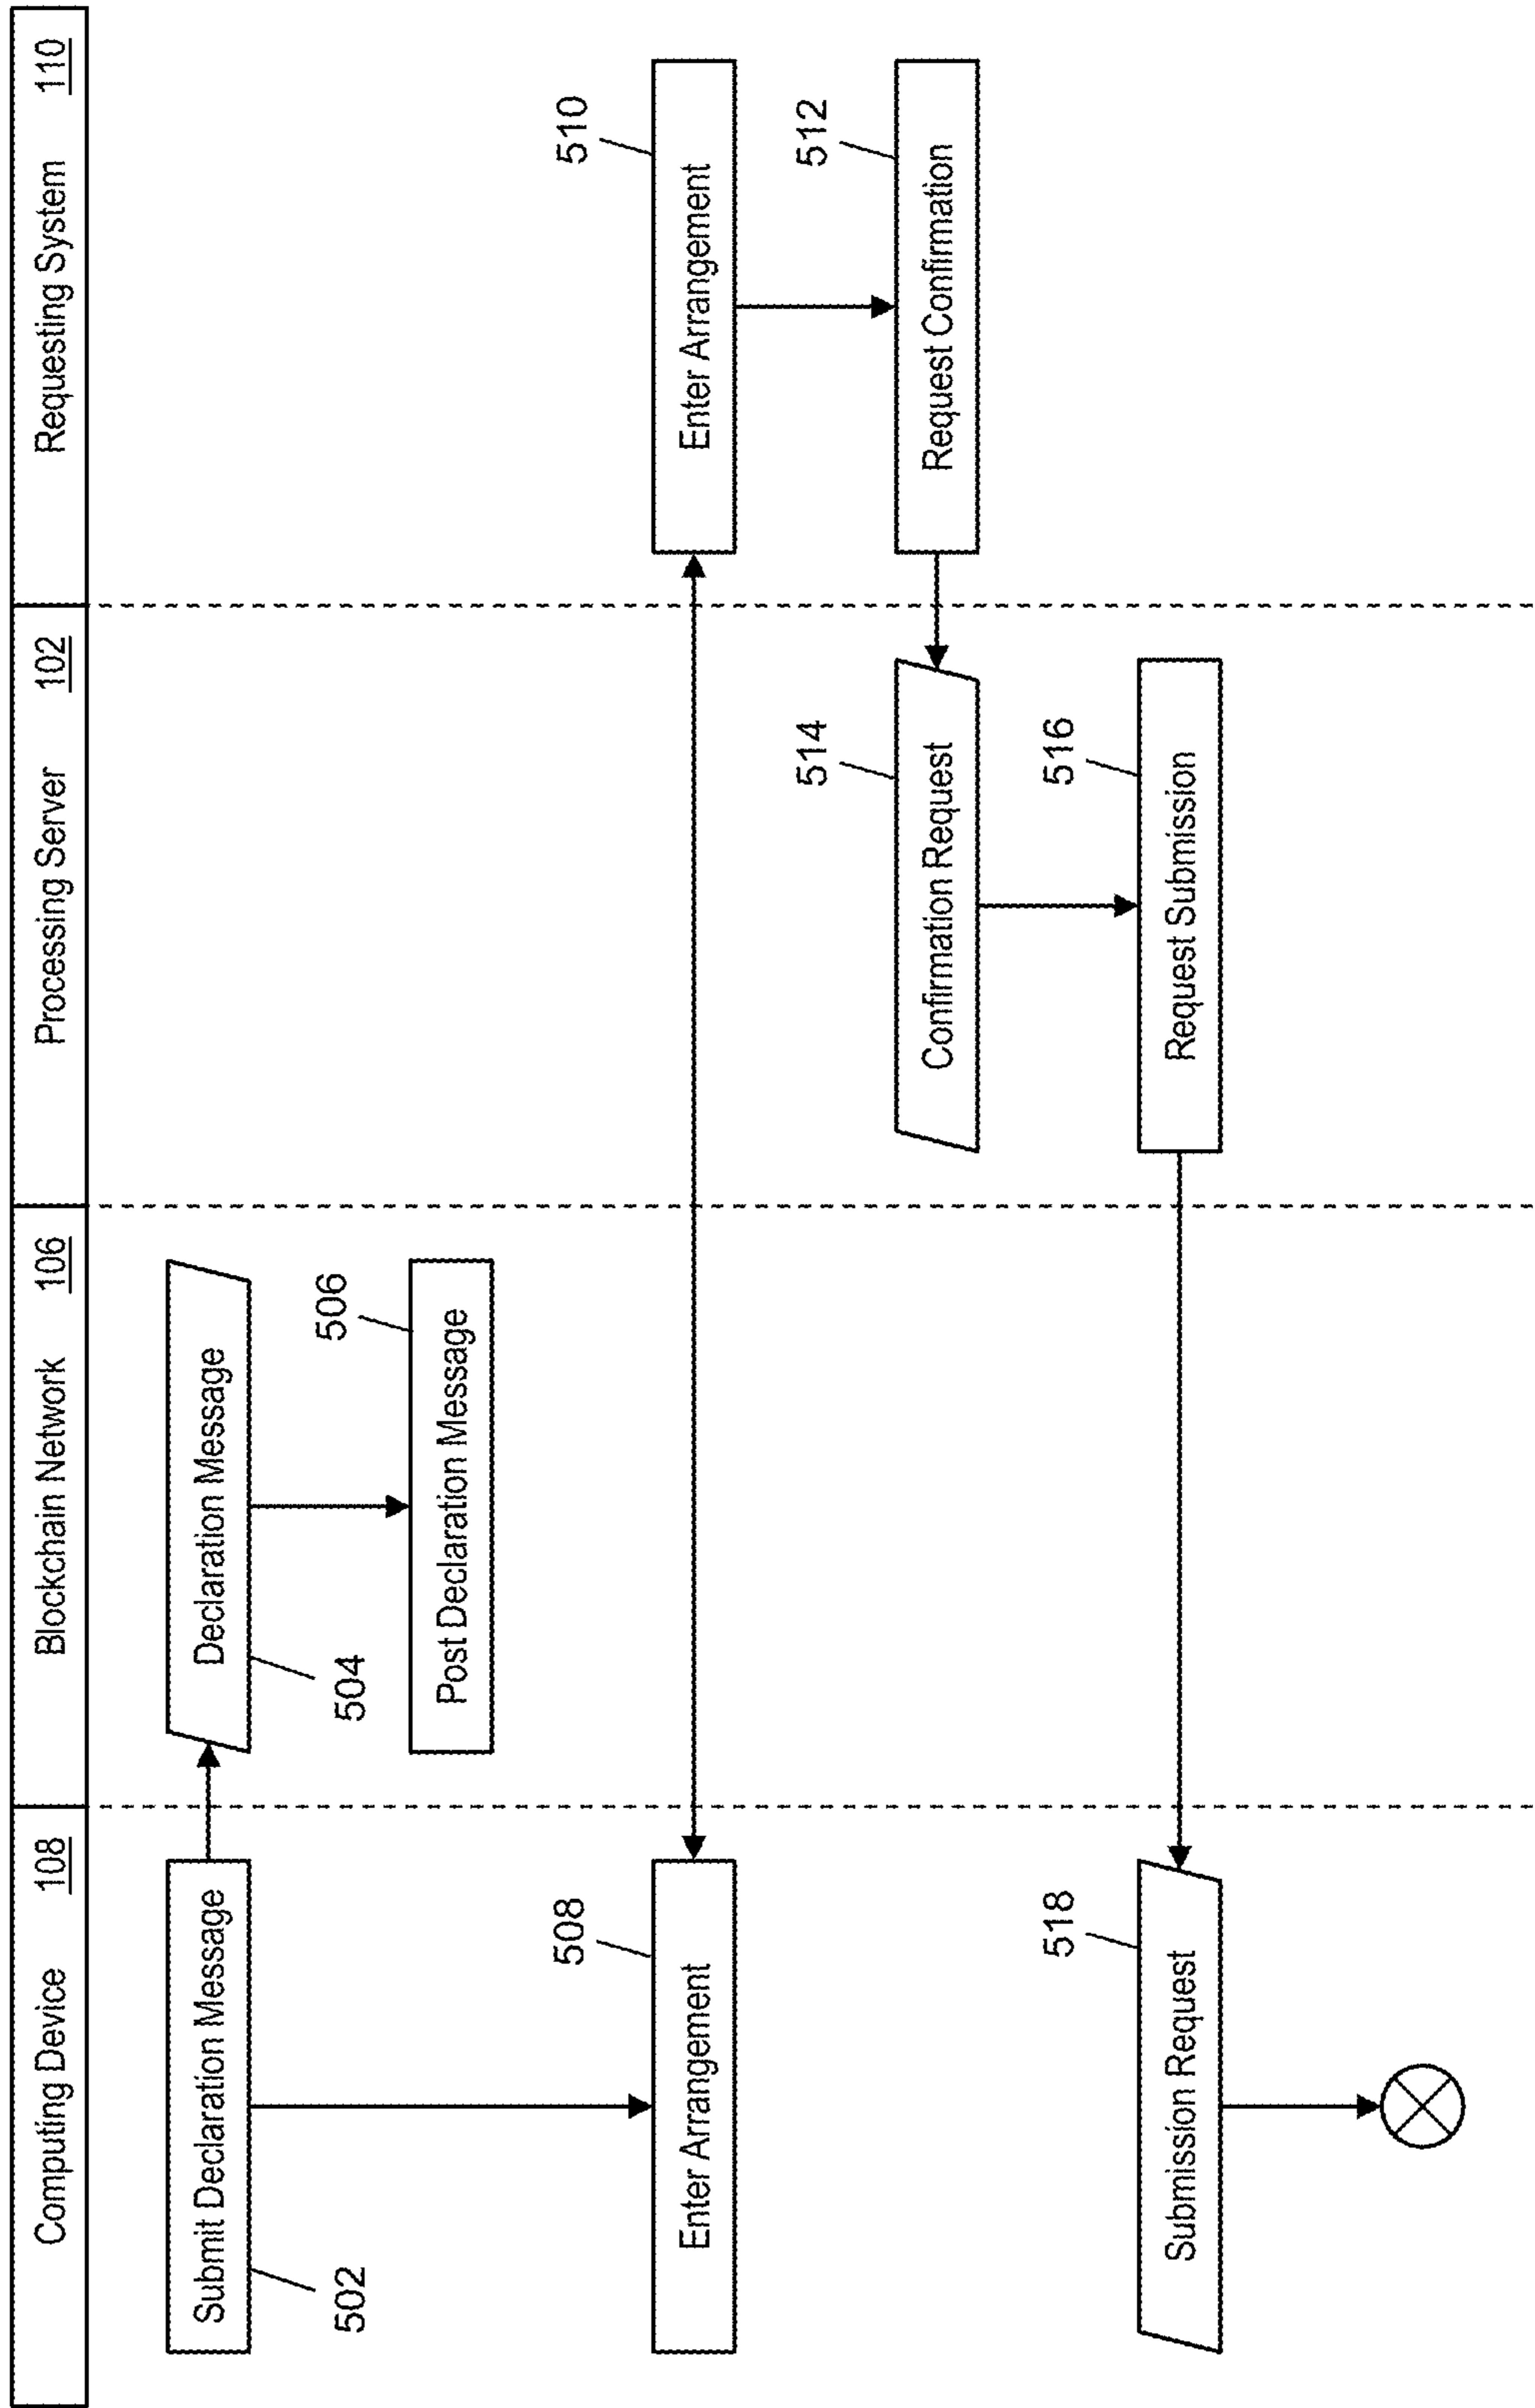 Computing Device 108
Blockchain Network 106
Processing Server 102
Requesting System 110
Submit Declaration Message
502
Declaration Message
504
Post Declaration Message
506
Enter Arrangement
508
Enter Arrangement
510
Request Confirmation
512
Confirmation Request
514
Request Submission
516
Submission Request
518